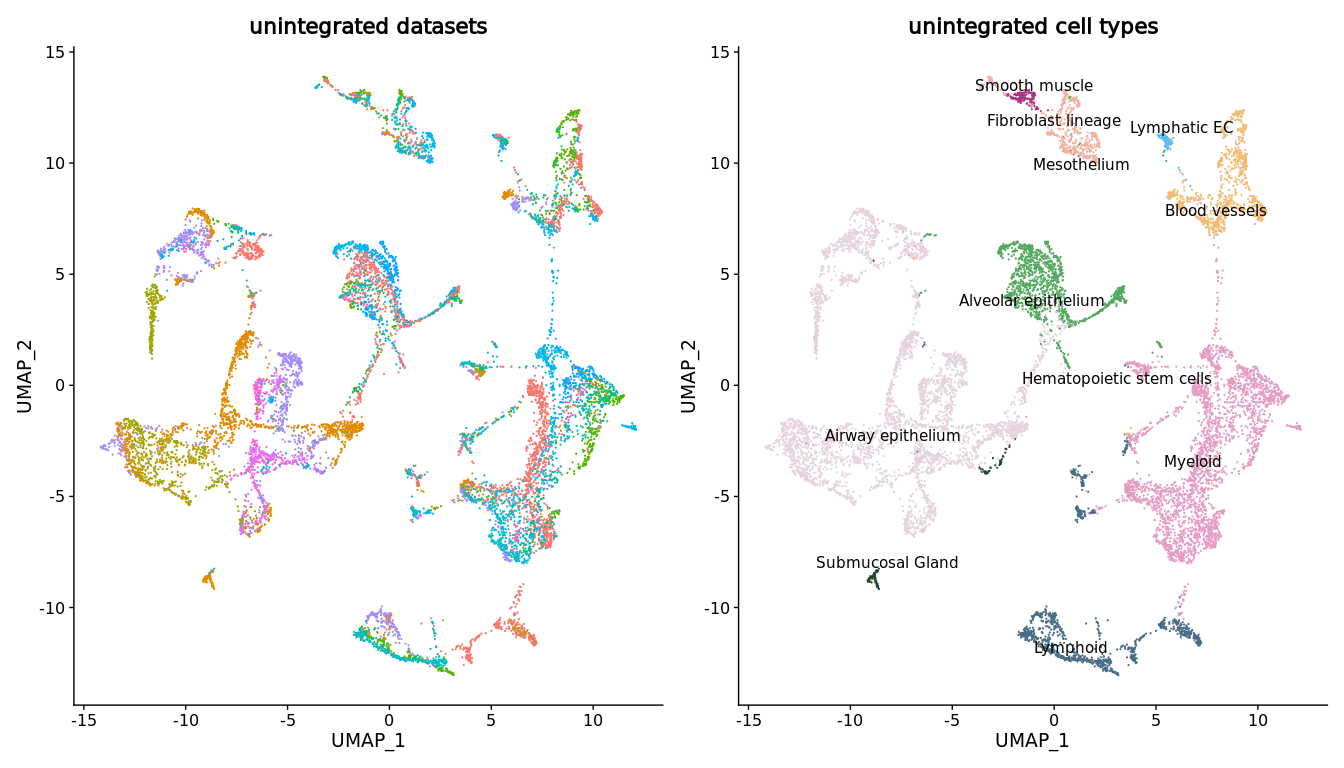 unintegrated datasets
15
10
5
0
-5
-10
-15
-10
-5
0
5
10
UMAP_1
UMAP_2
unintegrated cell types
15
10
5
0
-5
-10
-15
-10
-5
0
5
10
UMAP_1
UMAP_2
Smooth muscle
Fibroblast lineage
Lymphatic EC
Mesothelium
Blood vessels
Alveolar epithelium
Hematopoietic stem cells
Airway epithelium
Myeloid
Submucosal Gland
Lymphoid